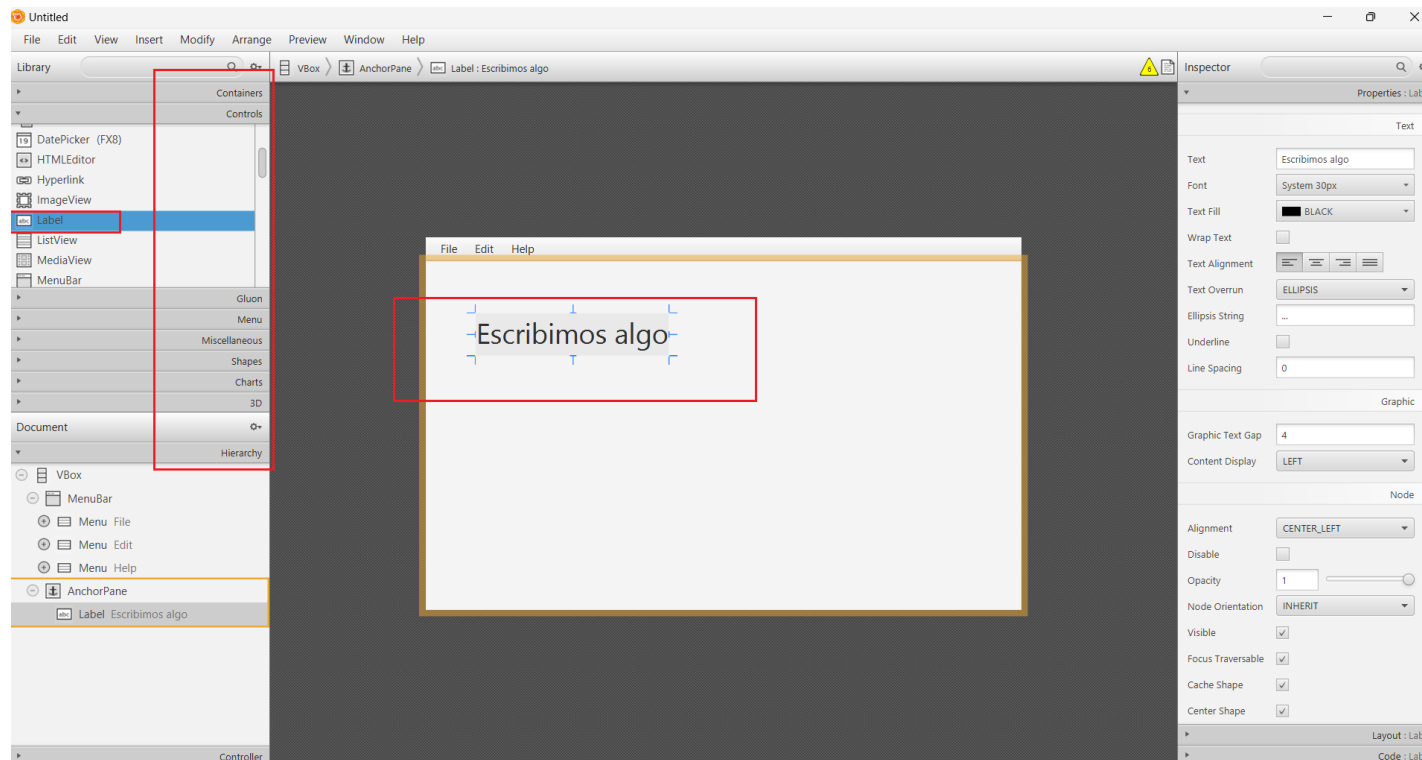 Untitled
File Edit View Insert Modify Arrange Preview Window Help
Library
Containers
Controls
DatePicker (FX8)
HTMLEditor
Hyperlink
ImageView
Label
ListView
MediaView
MenuBar
Gluon
Menu
Miscellaneous
Shapes
Charts
3D
Document
Hierarchy
VBox
MenuBar
Menu File
Menu Edit
Menu Help
AnchorPane
Label Escribimos algo
Controller
VBox AnchorPane Label : Escribimos algo
6
File Edit Help
Escribimos algo
Inspector
Properties : Lab
Text
Text Escribimos algo
Font System 30px
Text Fill BLACK
Wrap Text
Text Alignment
Text Overrun ELLIPSIS
Ellipsis String ...
Underline
Line Spacing 0
Graphic
Graphic Text Gap 4
Content Display LEFT
Node
Alignment CENTER_LEFT
Disable
Opacity 1
Node Orientation INHERIT
Visible
Focus Traversable
Cache Shape
Center Shape
Layout : Lab
Code : Lab